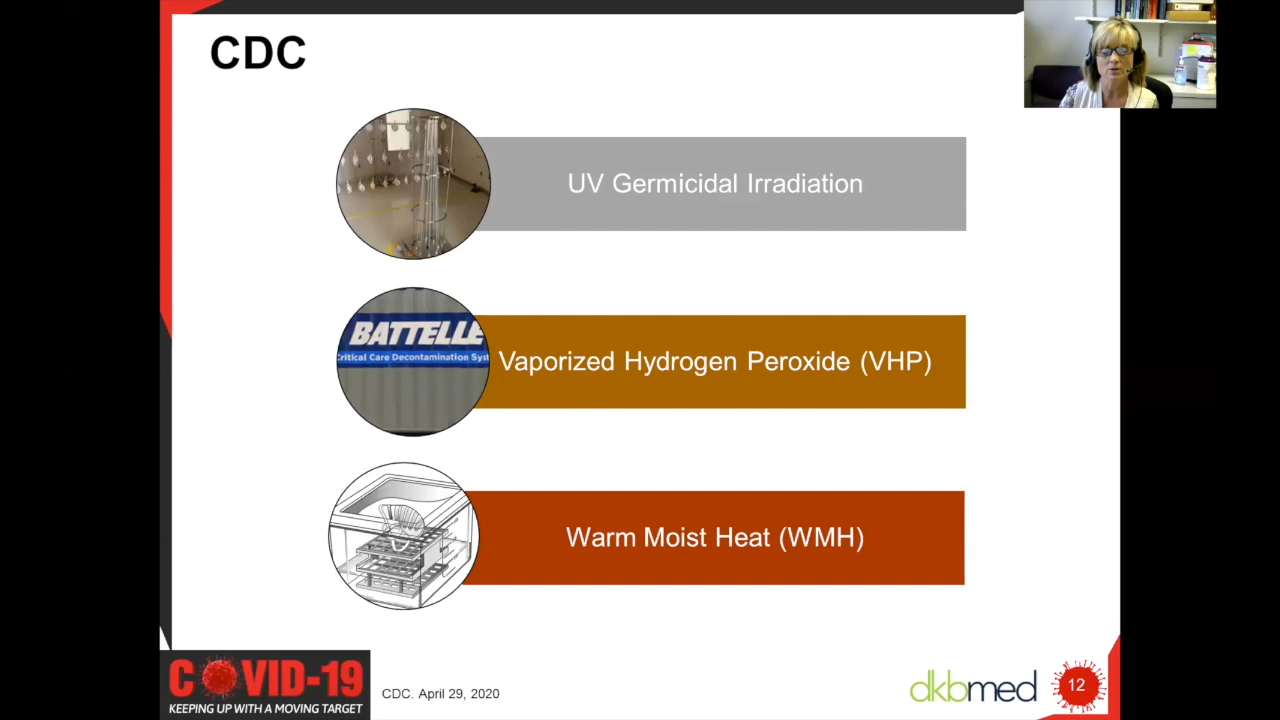 CDC
UV Germicidal Irradiation
BATTELLE
Critical Care Decontamination Syst
Vaporized Hydrogen Peroxide (VHP)
Warm Moist Heat (WMH)
COVID-19
KEEPING UP WITH A MOVING TARGET
CDC. April 29, 2020
dkbmed
12